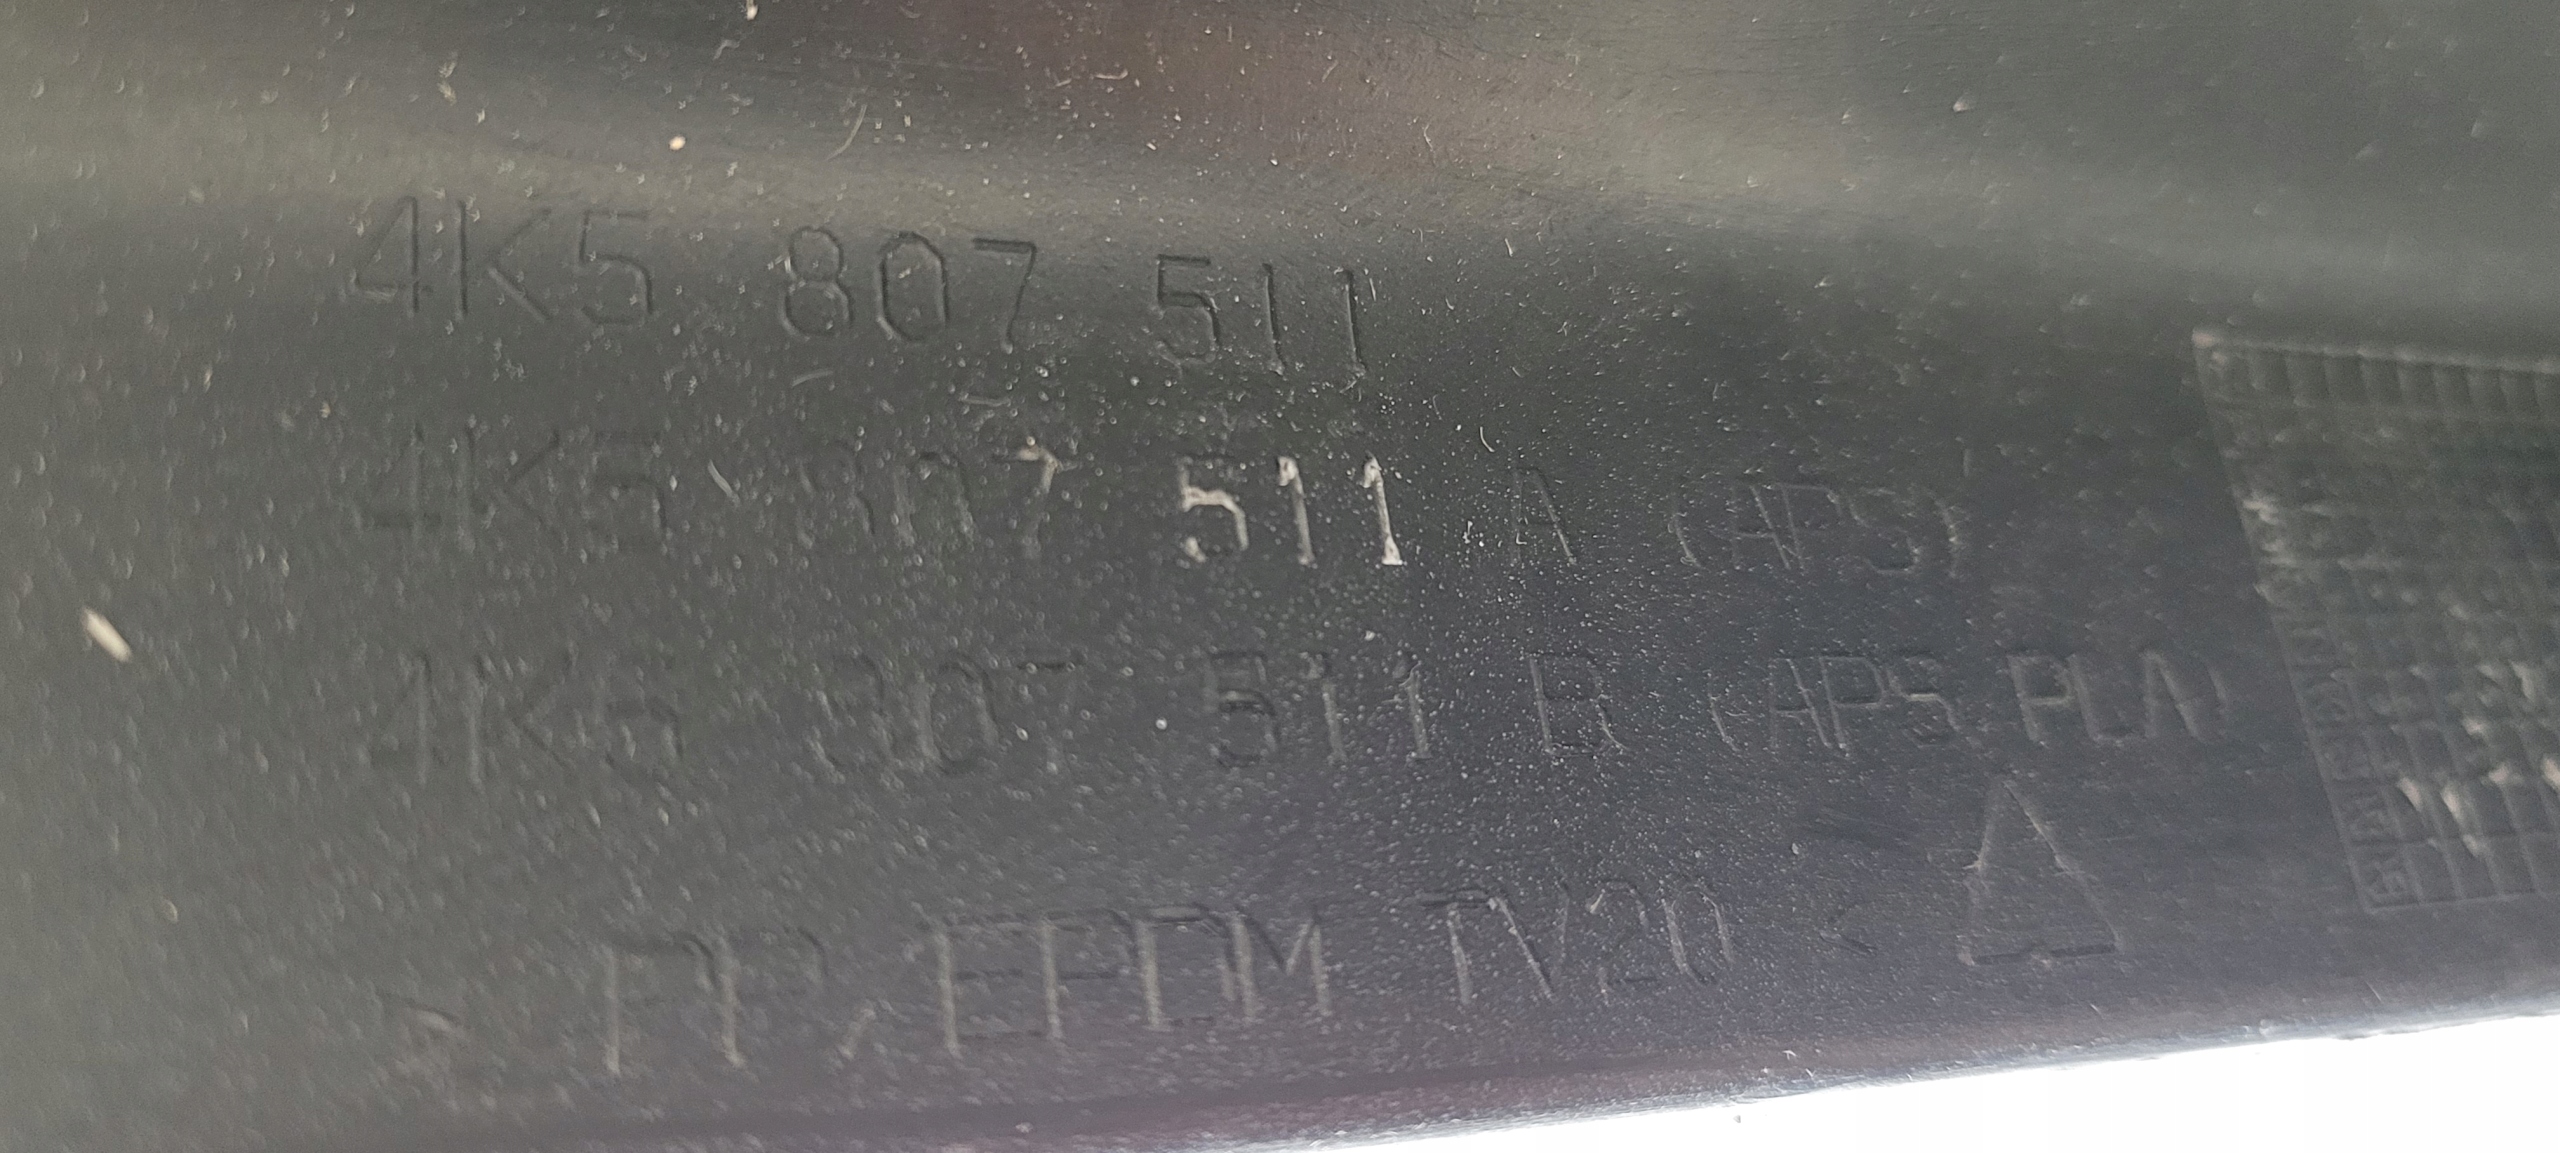 4K5 807 511
4K5 807 511 A (APS)
4K5 807 511 B (APS PLA)
> PP/EPDM TV20 <